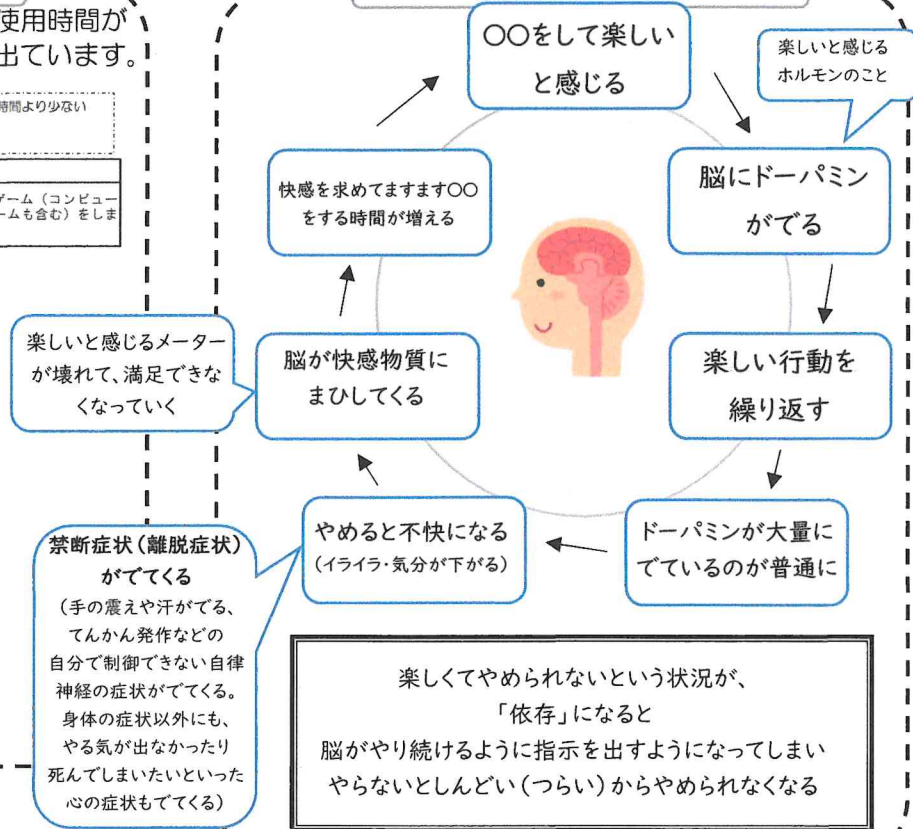 使用時間が
出ています。
時間より少ない
ゲーム（コンピュー
ームも含む）をしま
〇〇をして楽しい
と感じる
楽しいと感じる
ホルモンのこと
脳にドーパミン
がでる
楽しい行動を
繰り返す
ドーパミンが大量に
でているのが普通に
やめると不快になる
（イライラ・気分が下がる）
禁断症状（離脱症状）
がでてくる
（手の震えや汗がでる、
てんかん発作などの
自分で制御できない自律
神経の症状がでてくる。
身体の症状以外にも、
やる気が出なかったり
死んでしまいたいといった
心の症状もでてくる）
脳が快感物質に
まひしてくる
楽しいと感じるメーター
が壊れて、満足できな
くなっていく
快感を求めてますます〇〇
をする時間が増える
楽しくてやめられないという状況が、
「依存」になると
脳がやり続けるように指示を出すようになってしまい
やらないとしんどい（つらい）からやめられなくなる